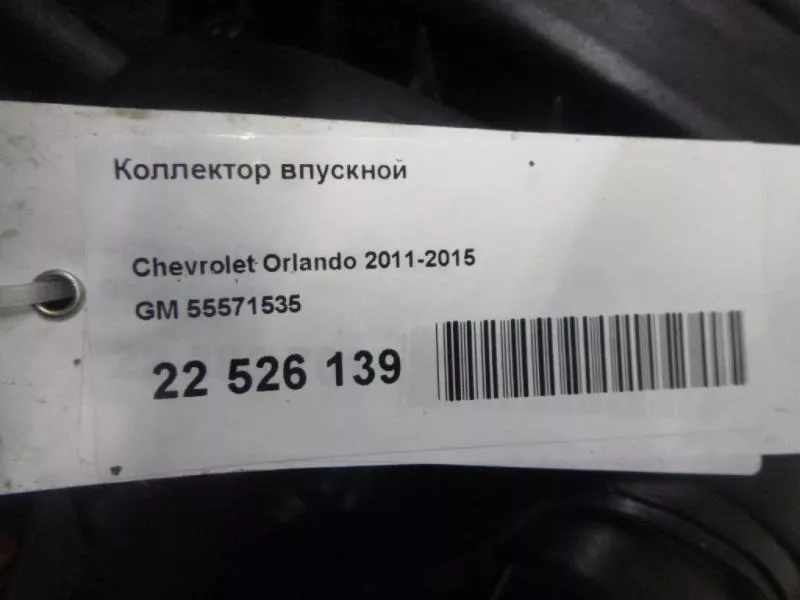 Коллектор впускной
Chevrolet Orlando 2011-2015
GM 55571535
22 526 139